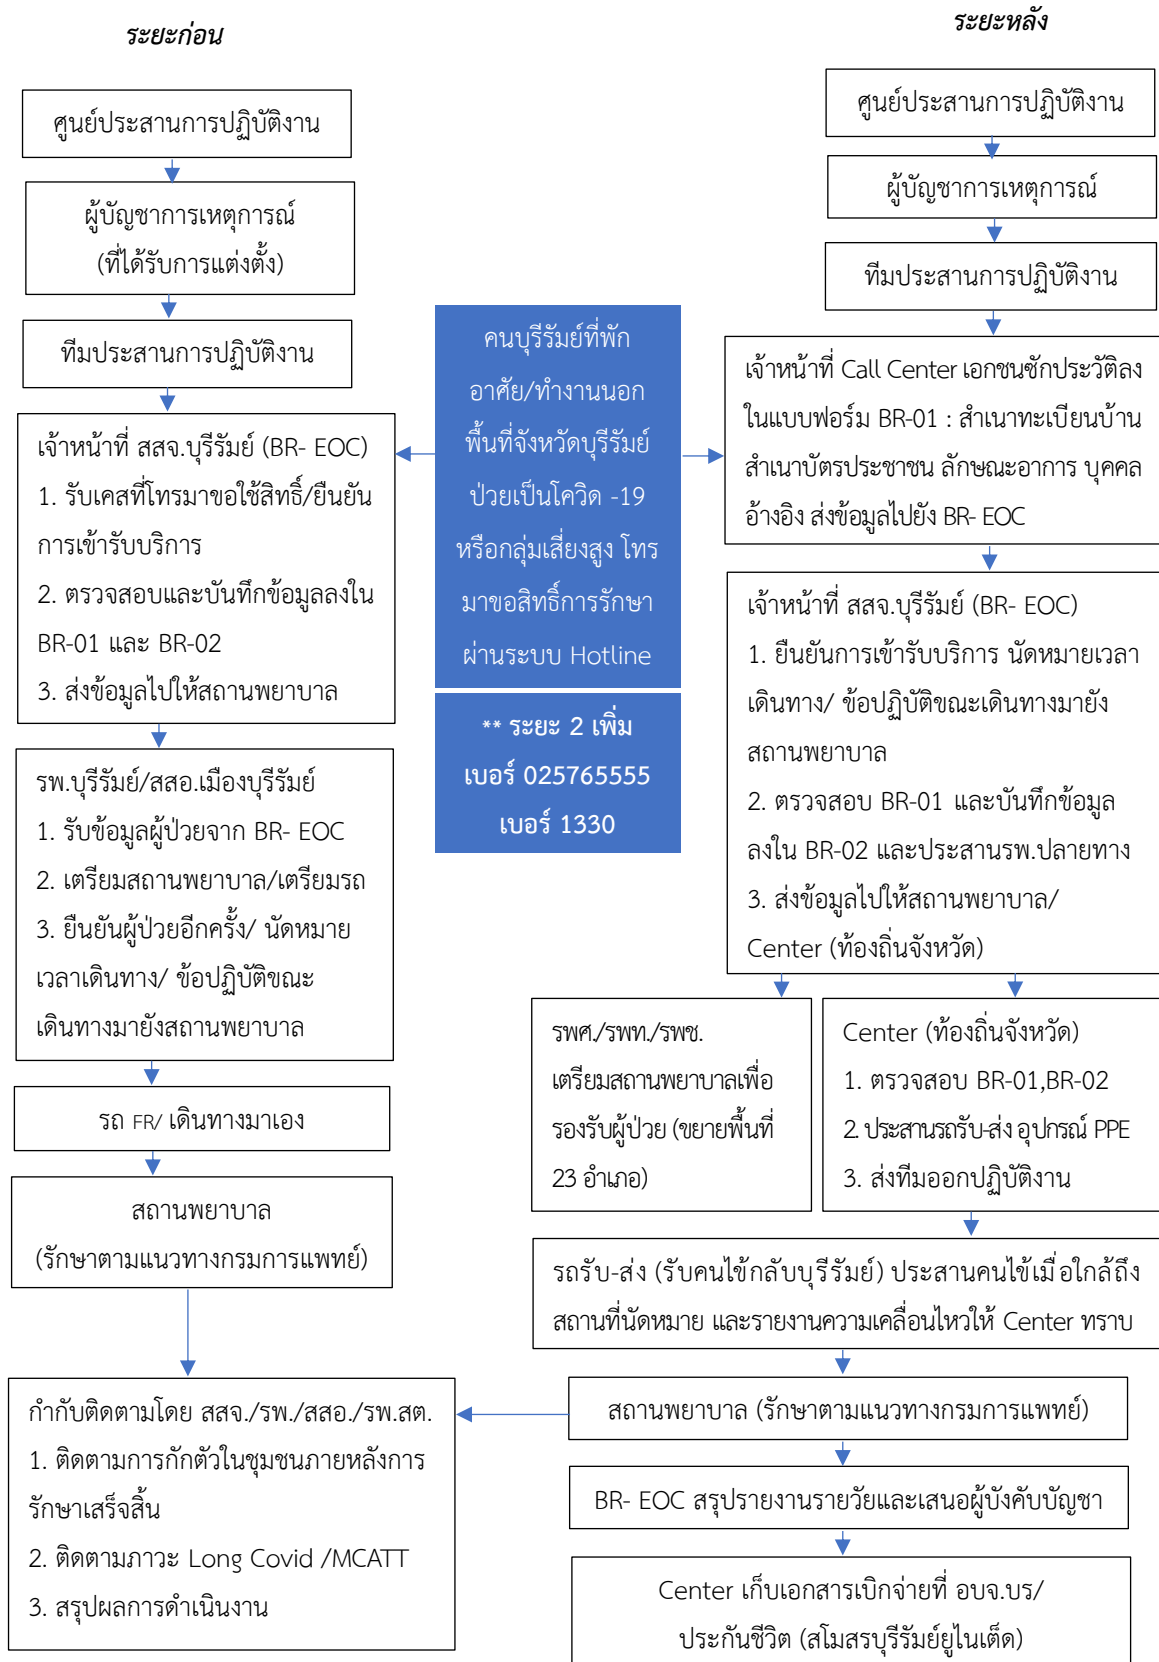 ระยะก่อน
ศูนย์ประสานการปฏิบัติงาน
ผู้บัญชาการเหตุการณ์
(ที่ได้รับการแต่งตั้ง)
ทีมประสานการปฏิบัติงาน
เจ้าหน้าที่ สสจ.บุรีรัมย์ (BR- EOC)
1. รับเคสที่โทรมาขอใช้สิทธิ์/ยืนยัน
การเข้ารับบริการ
2. ตรวจสอบและบันทึกข้อมูลลงใน
BR-01 และ BR-02
3. ส่งข้อมูลไปให้สถานพยาบาล
รพ.บุรีรัมย์/สสอ.เมืองบุรีรัมย์
1. รับข้อมูลผู้ป่วยจาก BR- EOC
2. เตรียมสถานพยาบาล/เตรียมรถ
3. ยืนยันผู้ป่วยอีกครั้ง/ นัดหมาย
เวลาเดินทาง/ ข้อปฏิบัติขณะ
เดินทางมายังสถานพยาบาล
รถ FR/ เดินทางมาเอง
สถานพยาบาล
(รักษาตามแนวทางกรมการแพทย์)
กำกับติดตามโดย สสจ./รพ./สสอ./รพ.สต.
1. ติดตามการกักตัวในชุมชนภายหลังการ
รักษาเสร็จสิ้น
2. ติดตามภาวะ Long Covid /MCATT
3. สรุปผลการดำเนินงาน
คนบุรีรัมย์ที่พัก
อาศัย/ทำงานนอก
พื้นที่จังหวัดบุรีรัมย์
ป่วยเป็นโควิด -19
หรือกลุ่มเสี่ยงสูง โทร
มาขอสิทธิ์การรักษา
ผ่านระบบ Hotline
** ระยะ 2 เพิ่ม
เบอร์ 025765555
เบอร์ 1330
ระยะหลัง
ศูนย์ประสานการปฏิบัติงาน
ผู้บัญชาการเหตุการณ์
ทีมประสานการปฏิบัติงาน
เจ้าหน้าที่ Call Center เอกชนซักประวัติลง
ในแบบฟอร์ม BR-01 : สำเนาทะเบียนบ้าน
สำเนาบัตรประชาชน ลักษณะอาการ บุคคล
อ้างอิง ส่งข้อมูลไปยัง BR- EOC
เจ้าหน้าที่ สสจ.บุรีรัมย์ (BR- EOC)
1. ยืนยันการเข้ารับบริการ นัดหมายเวลา
เดินทาง/ ข้อปฏิบัติขณะเดินทางมายัง
สถานพยาบาล
2. ตรวจสอบ BR-01 และบันทึกข้อมูล
ลงใน BR-02 และประสานรพ.ปลายทาง
3. ส่งข้อมูลไปให้สถานพยาบาล/
Center (ท้องถิ่นจังหวัด)
รพศ./รพท./รพช.
เตรียมสถานพยาบาลเพื่อ
รองรับผู้ป่วย (ขยายพื้นที่
23 อำเภอ)
Center (ท้องถิ่นจังหวัด)
1. ตรวจสอบ BR-01,BR-02
2. ประสานรถรับ-ส่ง อุปกรณ์ PPE
3. ส่งทีมออกปฏิบัติงาน
รถรับ-ส่ง (รับคนไข้กลับบุรีรัมย์) ประสานคนไข้เมื่อใกล้ถึง
สถานที่นัดหมาย และรายงานความเคลื่อนไหวให้ Center ทราบ
สถานพยาบาล (รักษาตามแนวทางกรมการแพทย์)
BR- EOC สรุปรายงานรายวัยและเสนอผู้บังคับบัญชา
Center เก็บเอกสารเบิกจ่ายที่ อบจ.บร/
ประกันชีวิต (สโมสรบุรีรัมย์ยูไนเต็ด)